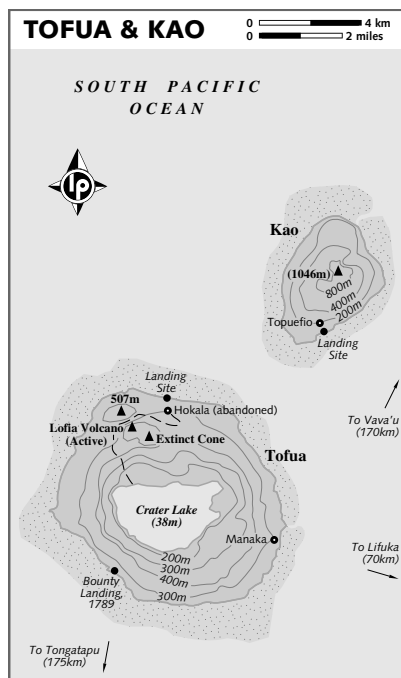 TOFUA & KAO
0 4 km
0 2 miles
SOUTH PACIFIC
OCEAN
lp
Kao
(1046m)
800m
400m
200m
Topuefio
Landing
Site
Landing
Site
507m
Hokala (abandoned)
Lofia Volcano
(Active)
Extinct Cone
To Vava'u
(170km)
Tofua
Crater Lake
(38m)
Manaka
200m
300m
400m
300m
To Lifuka
(70km)
Bounty
Landing,
1789
To Tongatapu
(175km)